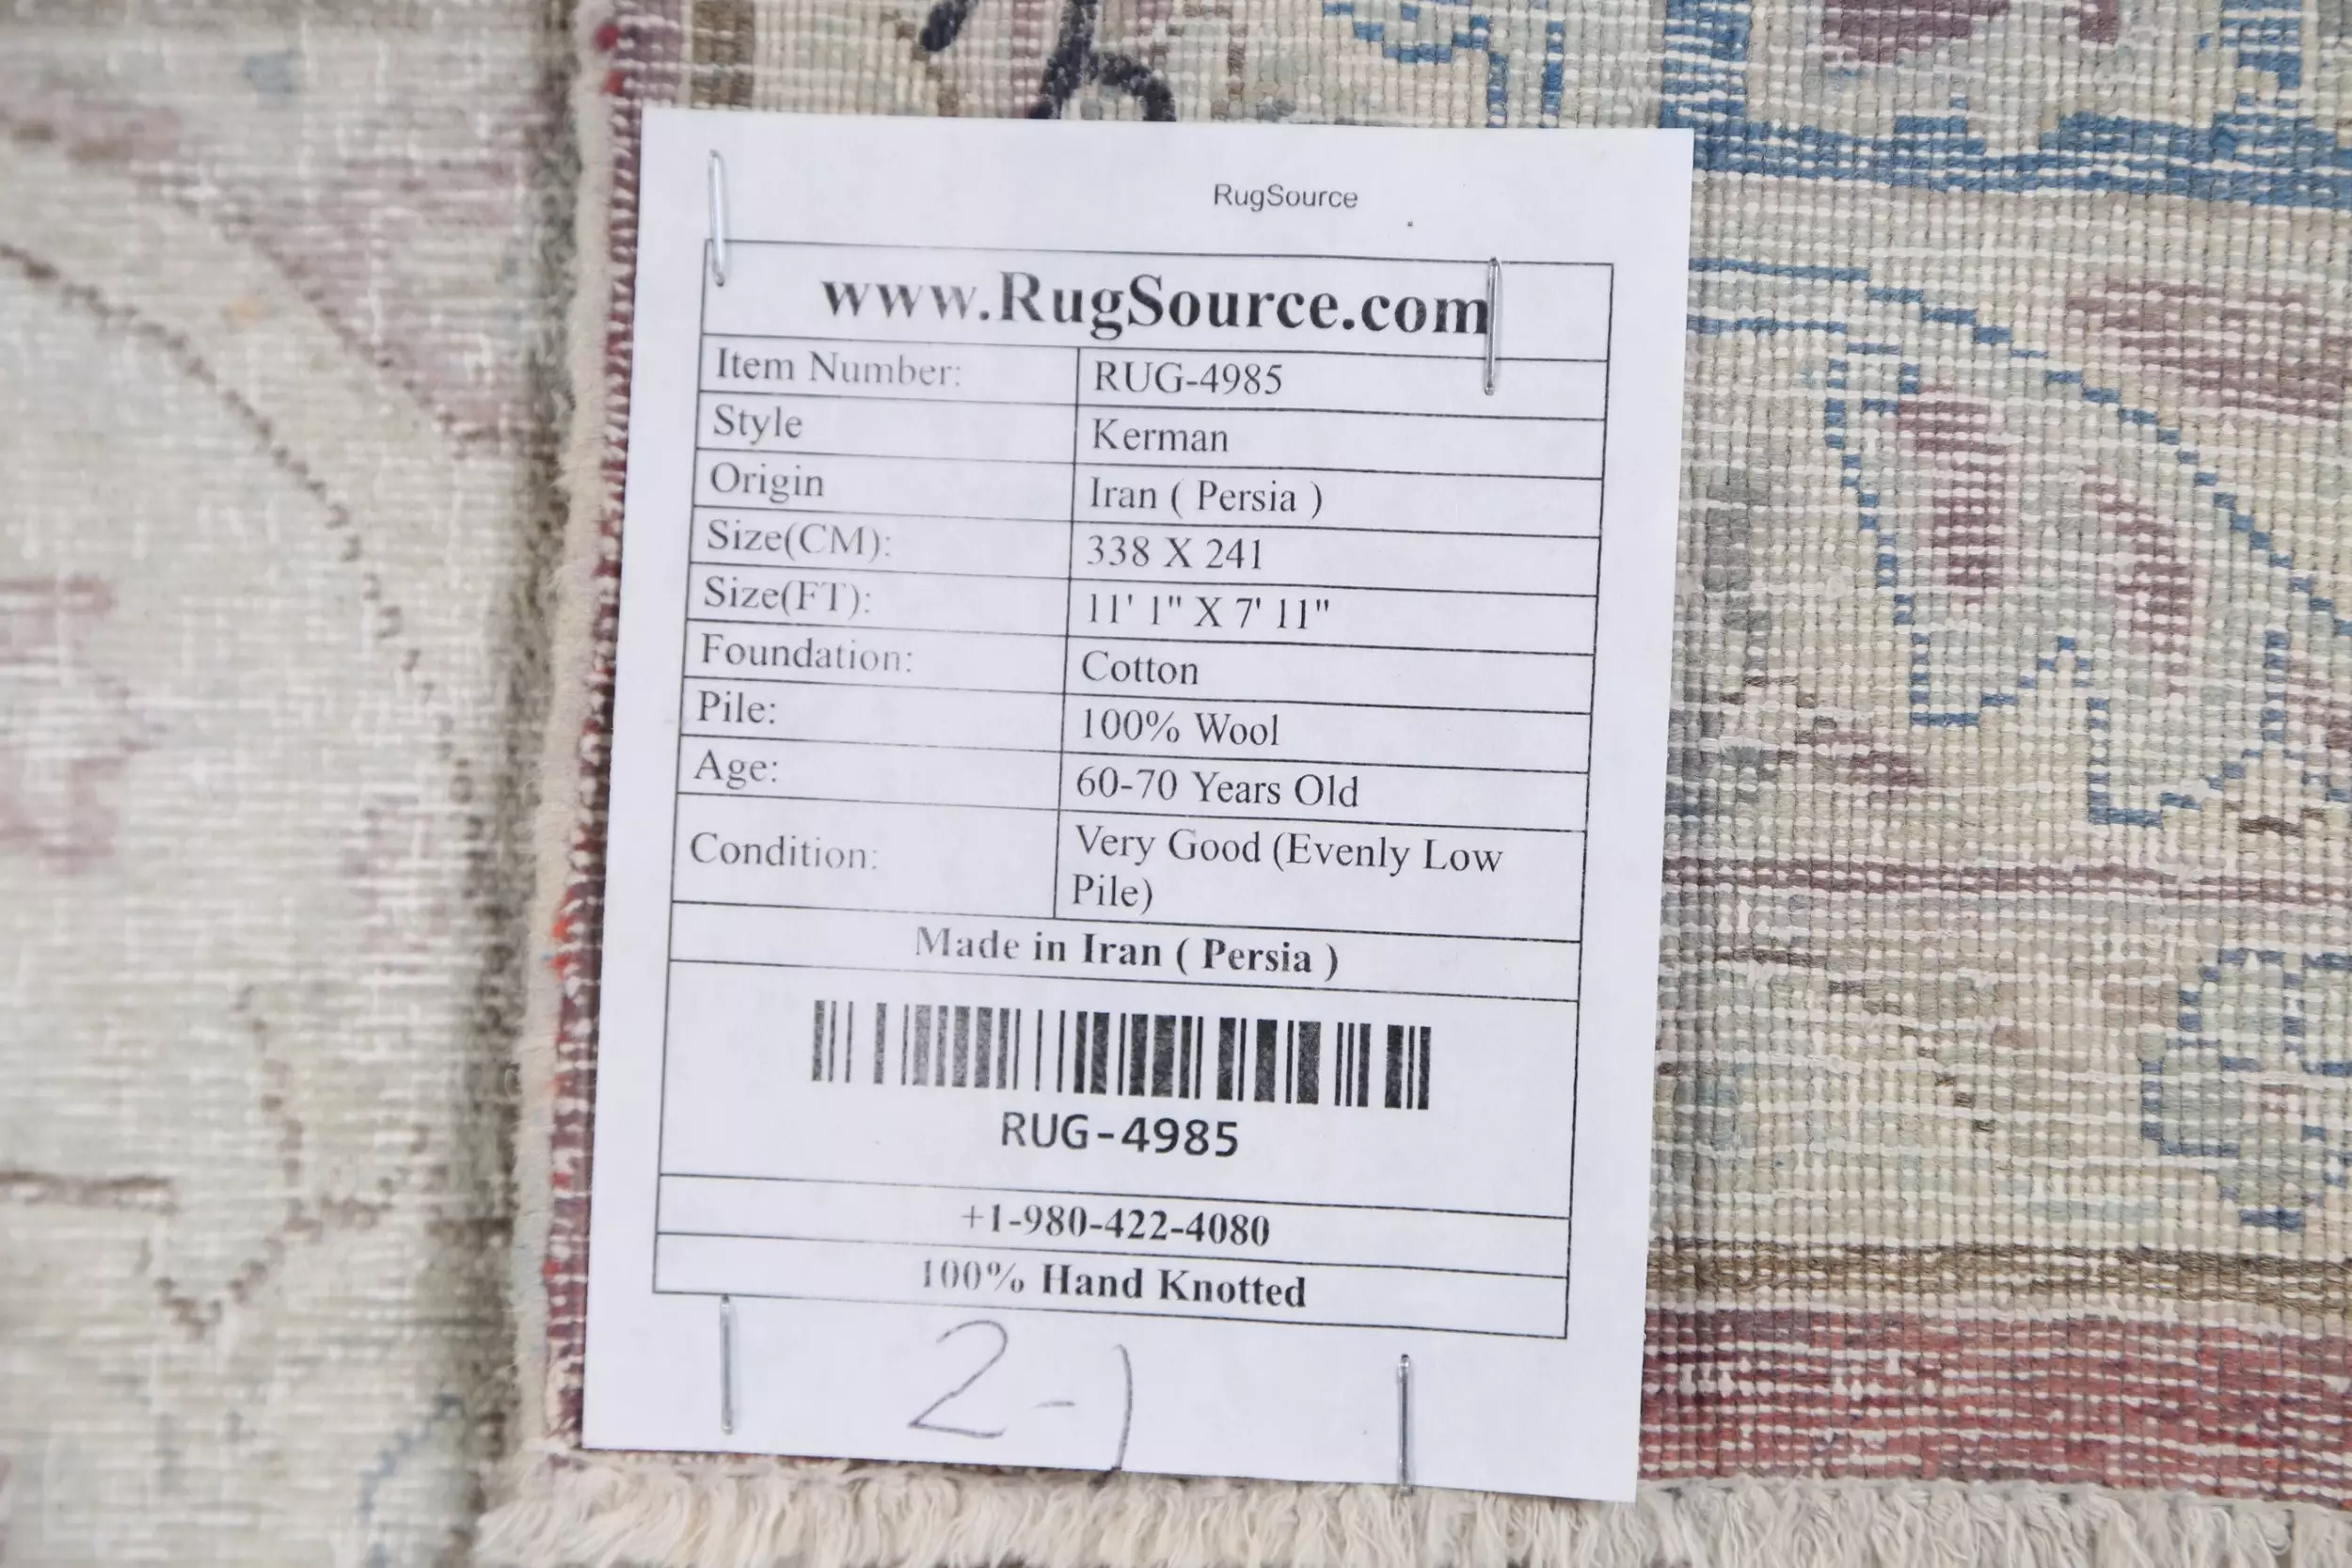 RugSource
www.RugSource.com
Item Number: RUG-4985
Style Kerman
Origin Iran ( Persia )
Size(CM): 338 X 241
Size(FT): 11' 1" X 7' 11"
Foundation: Cotton
Pile: 100% Wool
Age: 60-70 Years Old
Condition: Very Good (Evenly Low
Pile)
Made in Iran ( Persia )
RUG-4985
+1-980-422-4080
100% Hand Knotted
2-1